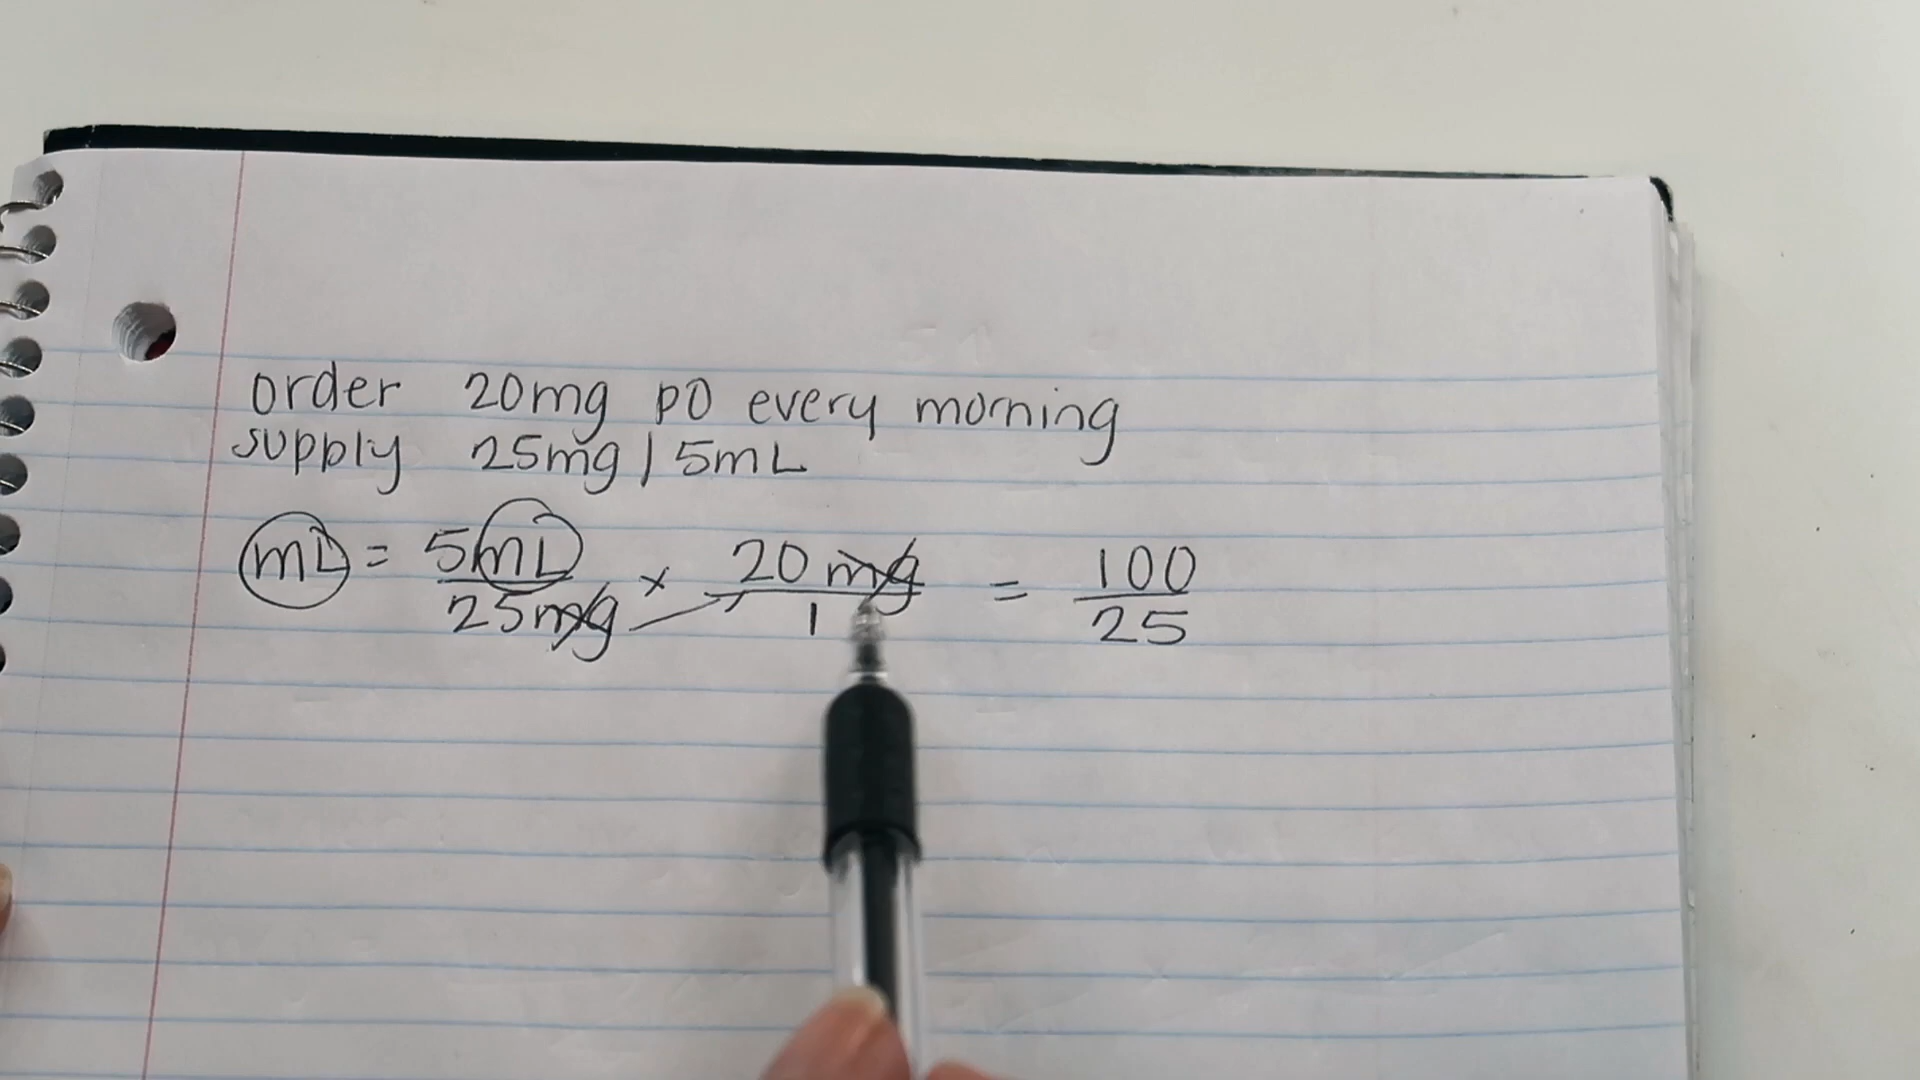 order 20mg po every morning
supply 25mg | 5mL
mL = 5mL / 25mg × 20mg / 1 = 100 / 25